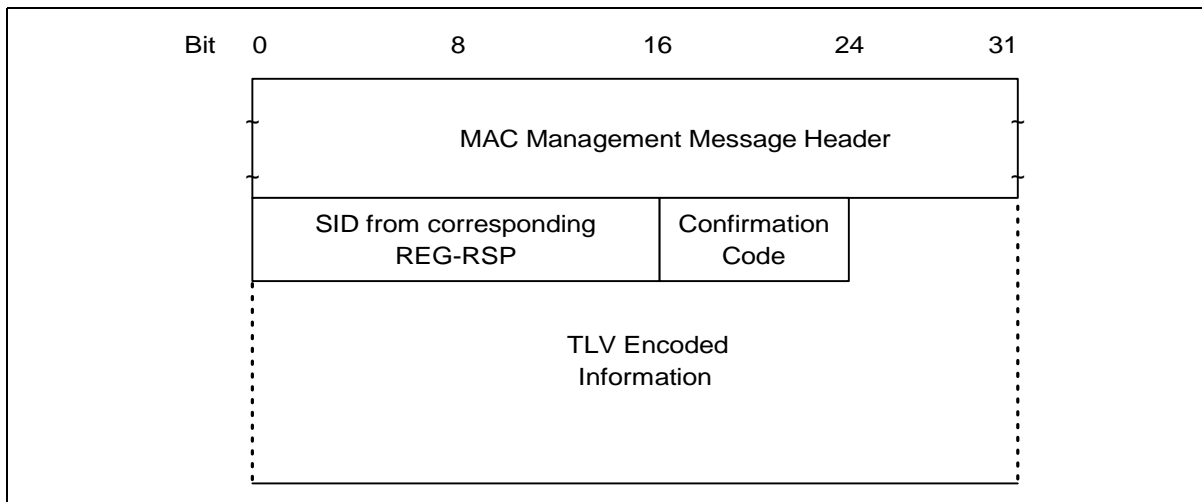 Bit 0 8 16 24 31
MAC Management Message Header
SID from corresponding
REG-RSP
Confirmation
Code
TLV Encoded
Information